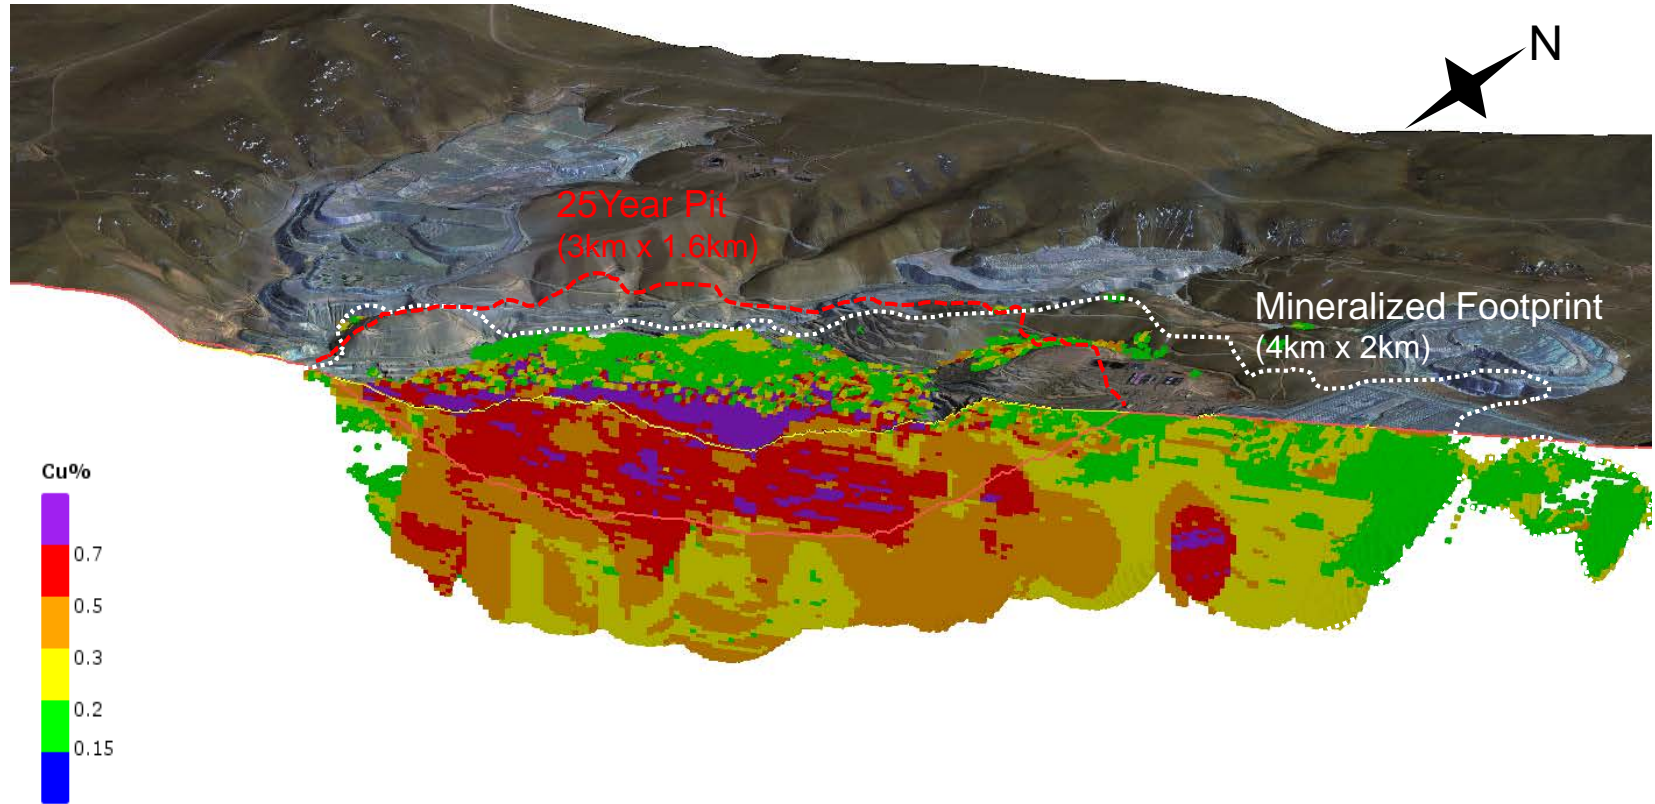 N
25Year Pit
(3km x 1.6km)
Mineralized Footprint
(4km x 2km)
Cu%
0.7
0.5
0.3
0.2
0.15